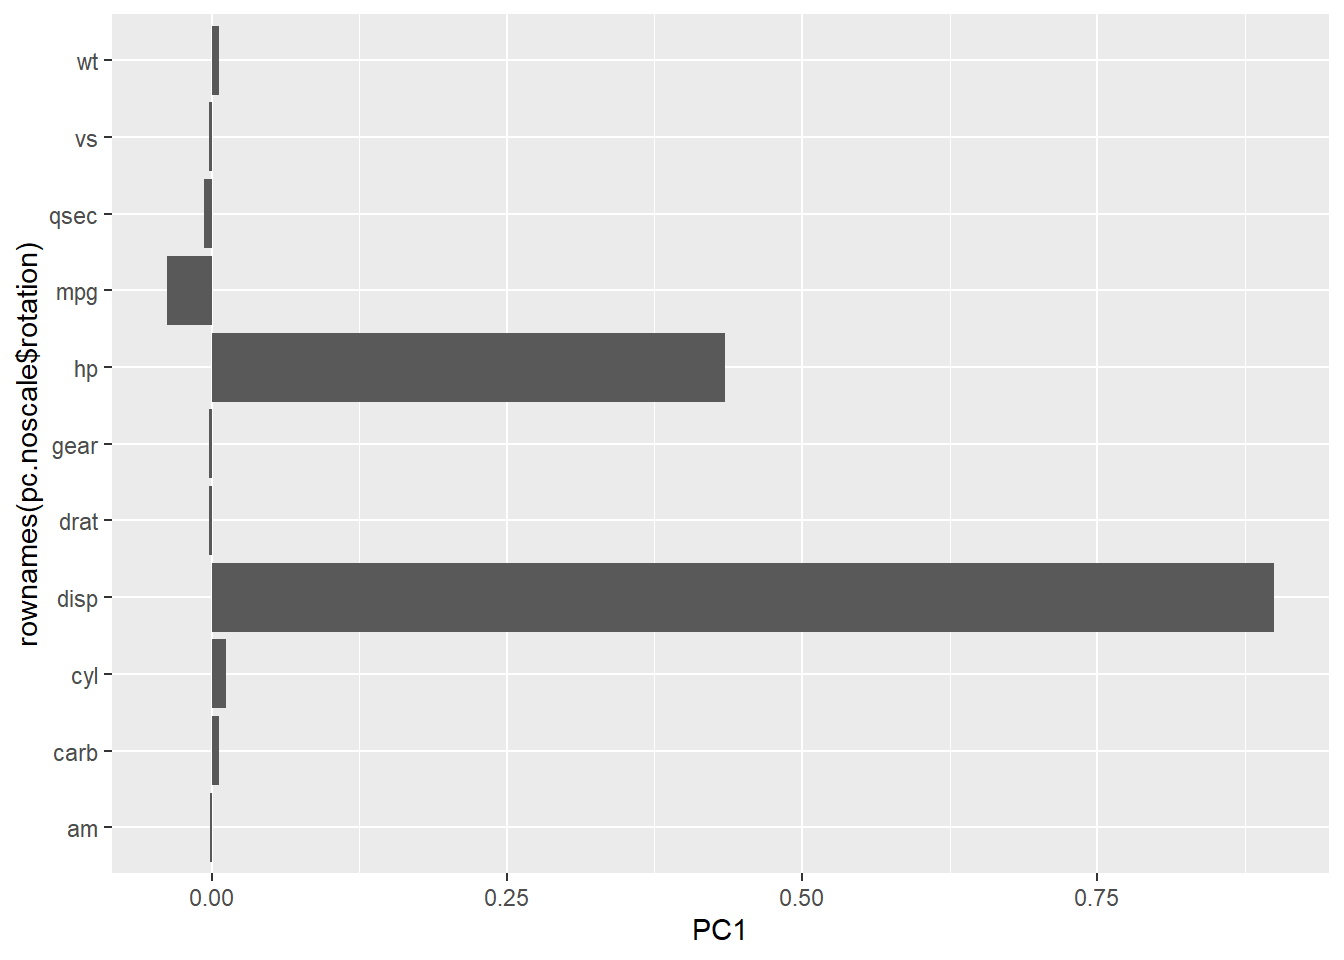 rownames(pc.noscale$rotation)
wt
vs
qsec
mpg
hp
gear
drat
disp
cyl
carb
am
0.00 0.25 0.50 0.75
PC1